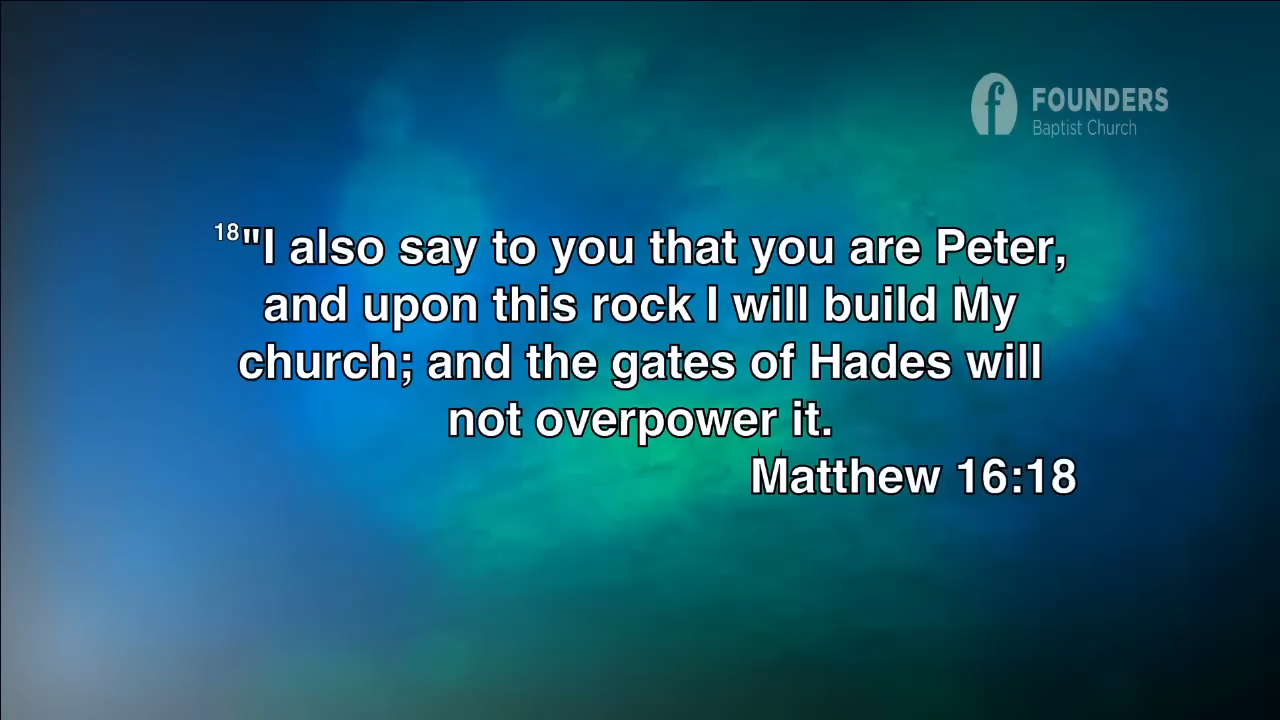 FOUNDERS
Baptist Church
18"I also say to you that you are Peter,
and upon this rock I will build My
church; and the gates of Hades will
not overpower it.
Matthew 16:18